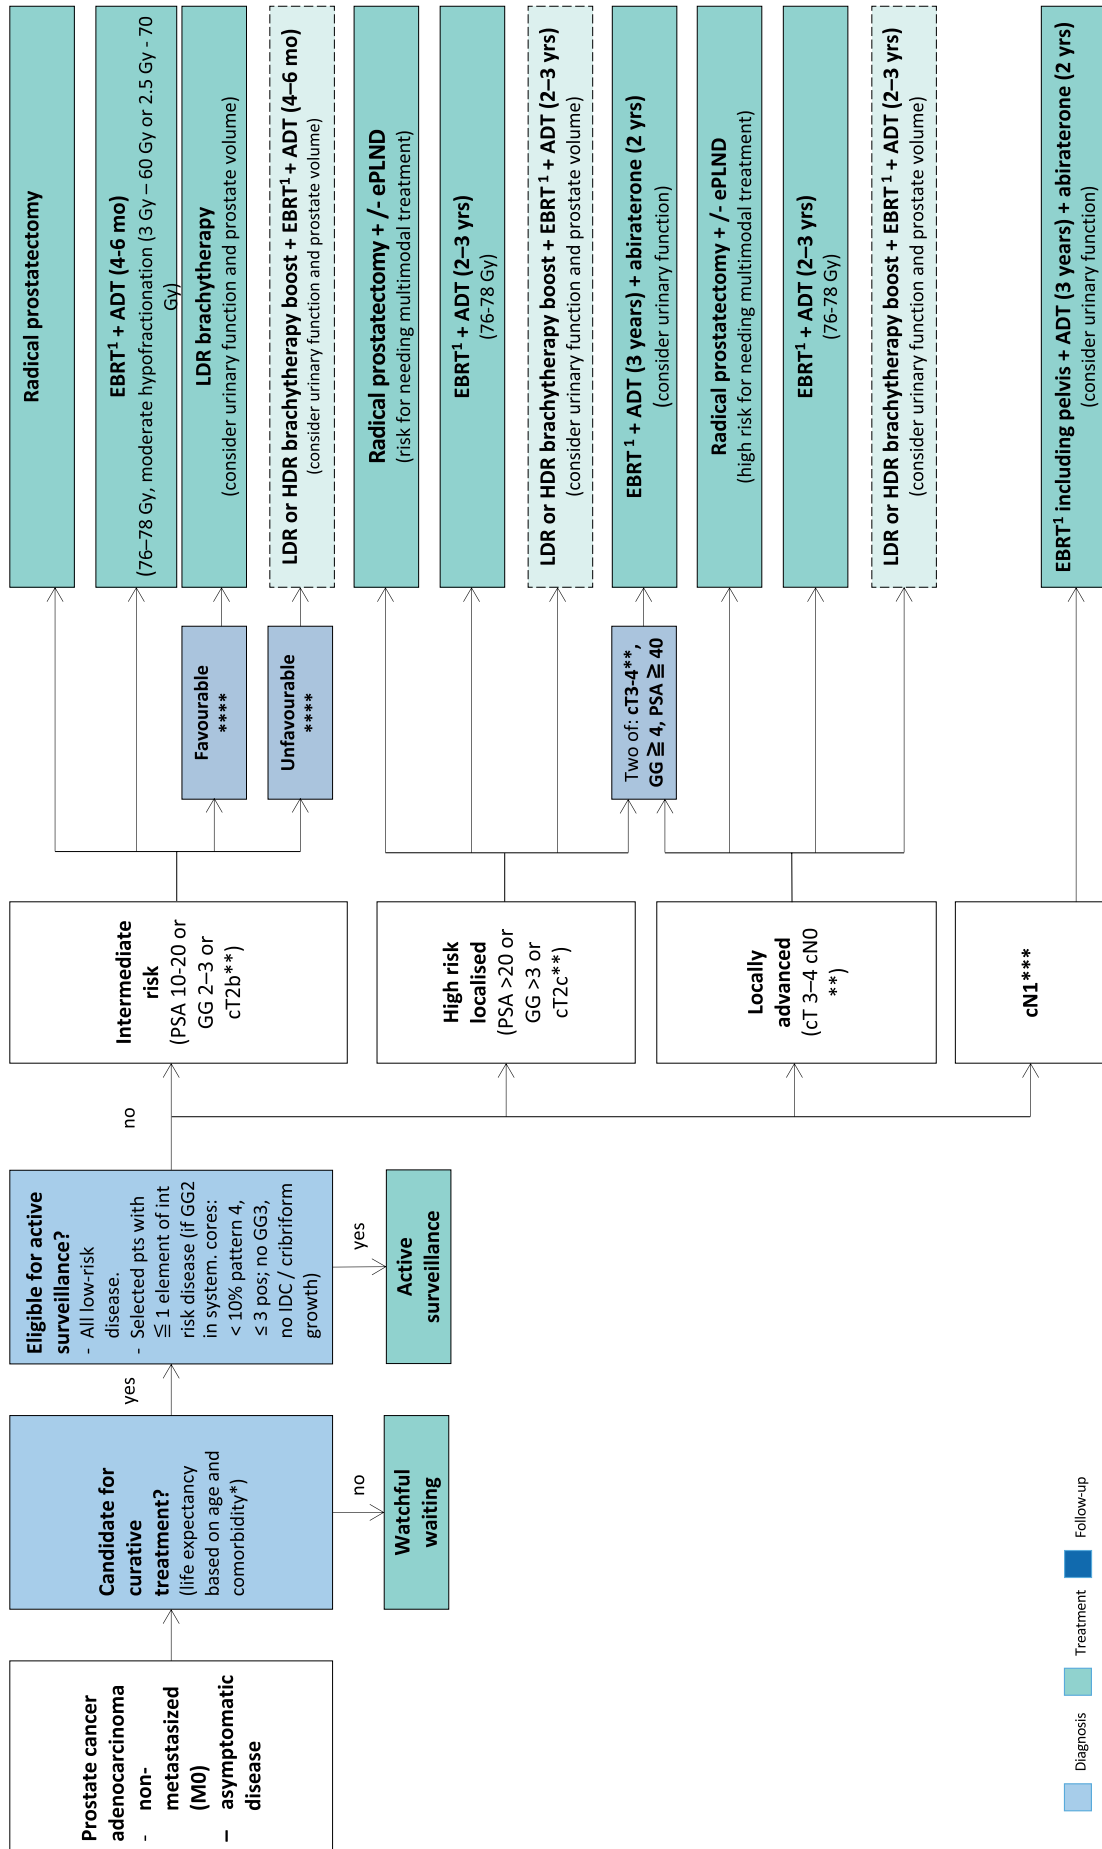 Prostate cancer
adenocarcinoma
- non-
metastasized
(M0)
– asymptomatic
disease
Candidate for
curative
treatment?
(life expectancy
based on age and
comorbidity*)
no
Watchful
waiting
yes
Eligible for active
surveillance?
- All low-risk
disease.
- Selected pts with
≦ 1 element of int
risk disease (if GG2
in system. cores:
< 10% pattern 4,
≤ 3 pos; no GG3,
no IDC / cribriform
growth)
yes
Active
surveillance
no
Intermediate
risk
(PSA 10-20 or
GG 2–3 or
cT2b**)
High risk
localised
(PSA >20 or
GG >3 or
cT2c**)
Locally
advanced
(cT 3–4 cN0
**)
cN1***
Favourable
****
Unfavourable
****
Two of: cT3-4**,
GG ≧ 4, PSA ≧ 40
Radical prostatectomy
EBRT¹ + ADT (4-6 mo)
(76–78 Gy, moderate hypofractionation (3 Gy – 60 Gy or 2.5 Gy - 70
Gy)
LDR brachytherapy
(consider urinary function and prostate volume)
LDR or HDR brachytherapy boost + EBRT¹ + ADT (4–6 mo)
(consider urinary function and prostate volume)
Radical prostatectomy + /- ePLND
(risk for needing multimodal treatment)
EBRT¹ + ADT (2–3 yrs)
(76-78 Gy)
LDR or HDR brachytherapy boost + EBRT¹ + ADT (2–3 yrs)
(consider urinary function and prostate volume)
EBRT¹ + ADT (3 years) + abiraterone (2 yrs)
(consider urinary function)
Radical prostatectomy + /- ePLND
(high risk for needing multimodal treatment)
EBRT¹ + ADT (2–3 yrs)
(76-78 Gy)
LDR or HDR brachytherapy boost + EBRT¹ + ADT (2–3 yrs)
(consider urinary function and prostate volume)
EBRT¹ including pelvis + ADT (3 years) + abiraterone (2 yrs)
(consider urinary function)
Diagnosis
Treatment
Follow-up